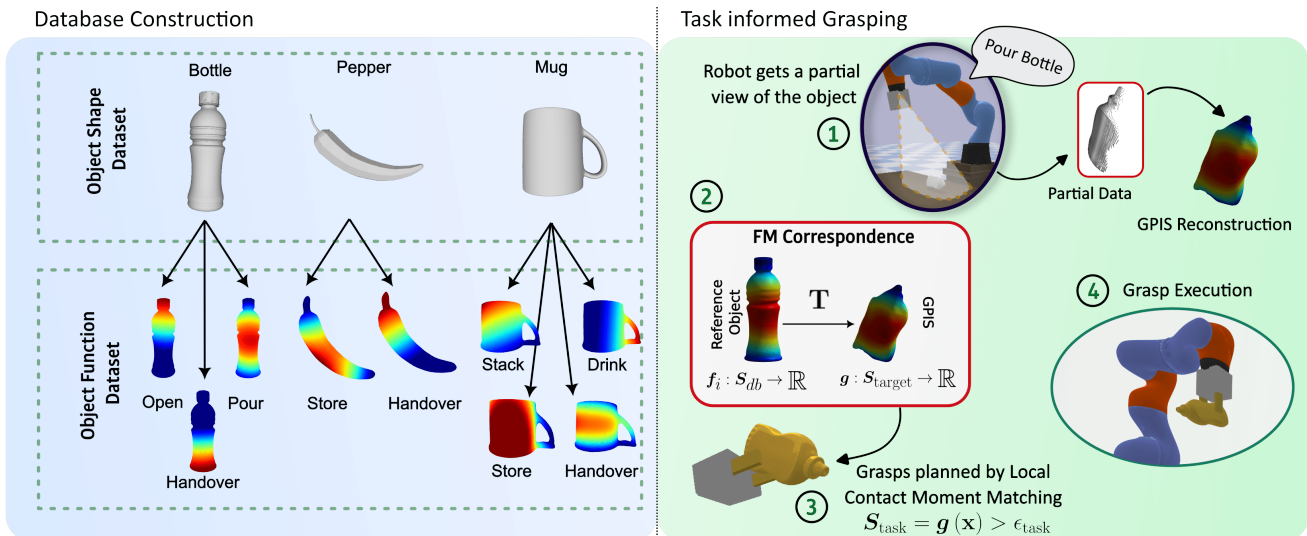 Database Construction
Object Shape
Dataset
Bottle
Pepper
Mug
Object Function
Dataset
Open
Pour
Handover
Store
Handover
Stack
Drink
Store
Handover
Task informed Grasping
Robot gets a partial
view of the object
1
Pour Bottle
Partial Data
GPIS Reconstruction
2
FM Correspondence
Reference
Object
T
GPIS
f_i : S_db → ℝ
g : S_target → ℝ
3
Grasps planned by Local
Contact Moment Matching
S_task = g (x) > ϵ_task
4
Grasp Execution